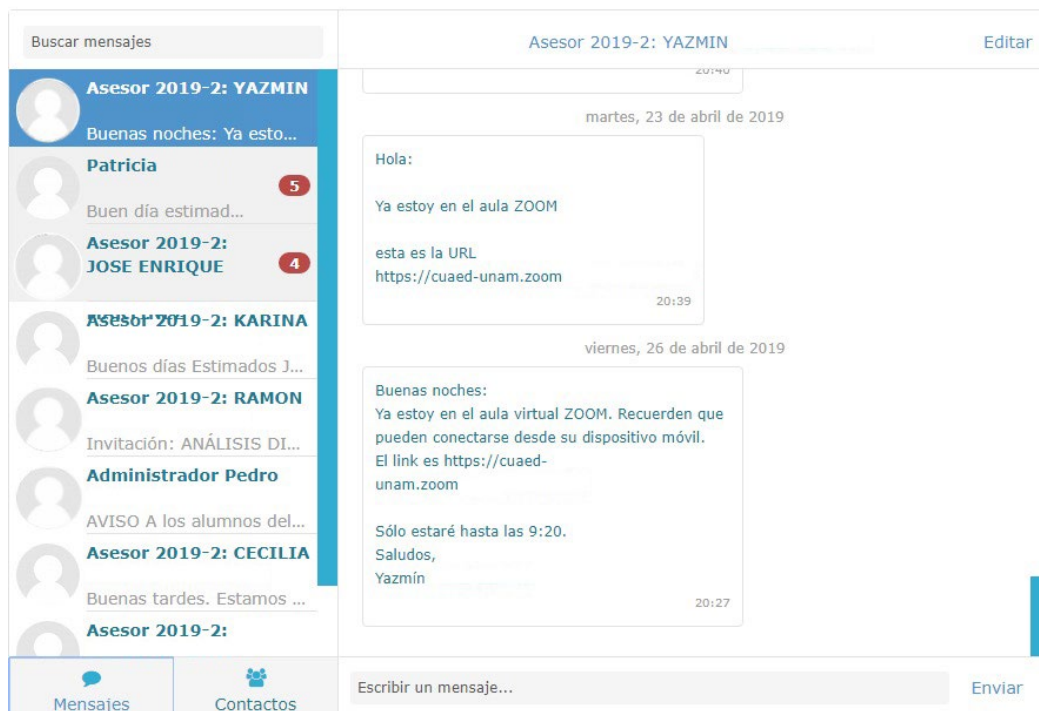 Buscar mensajes
Asesor 2019-2: YAZMIN
Buenas noches: Ya esto...
Patricia
5
Buen día estimad...
Asesor 2019-2:
JOSE ENRIQUE
4
Asesor 2019-2: KARINA
Buenos días Estimados J...
Asesor 2019-2: RAMON
Invitación: ANÁLISIS DI...
Administrador Pedro
AVISO A los alumnos del...
Asesor 2019-2: CECILIA
Buenas tardes. Estamos ...
Asesor 2019-2:
Mensajes
Contactos
Asesor 2019-2: YAZMIN
Editar
20:40
martes, 23 de abril de 2019
Hola:
Ya estoy en el aula ZOOM
esta es la URL
https://cuaed-unam.zoom
20:39
viernes, 26 de abril de 2019
Buenas noches:
Ya estoy en el aula virtual ZOOM. Recuerden que
pueden conectarse desde su dispositivo móvil.
El link es https://cuaed-
unam.zoom
Sólo estaré hasta las 9:20.
Saludos,
Yazmín
20:27
Escribir un mensaje...
Enviar